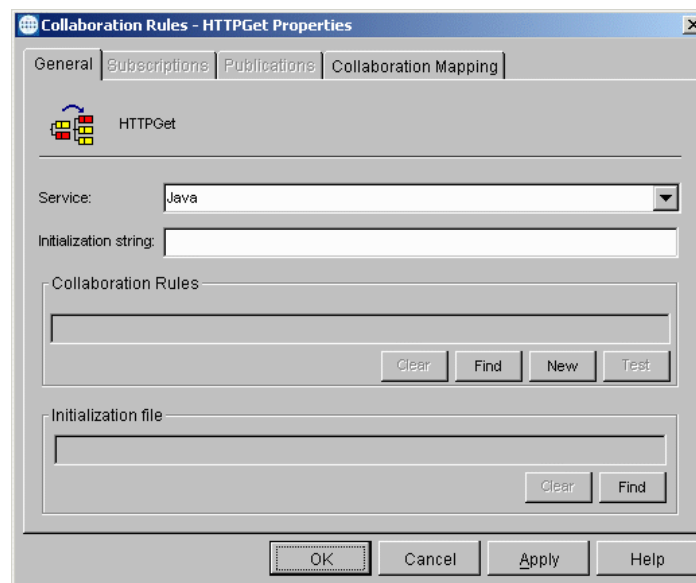 Collaboration Rules - HTTPGet Properties
General Subscriptions Publications Collaboration Mapping
HTTPGet
Service: Java
Initialization string:
Collaboration Rules
Clear Find New Test
Initialization file
Clear Find
OK Cancel Apply Help